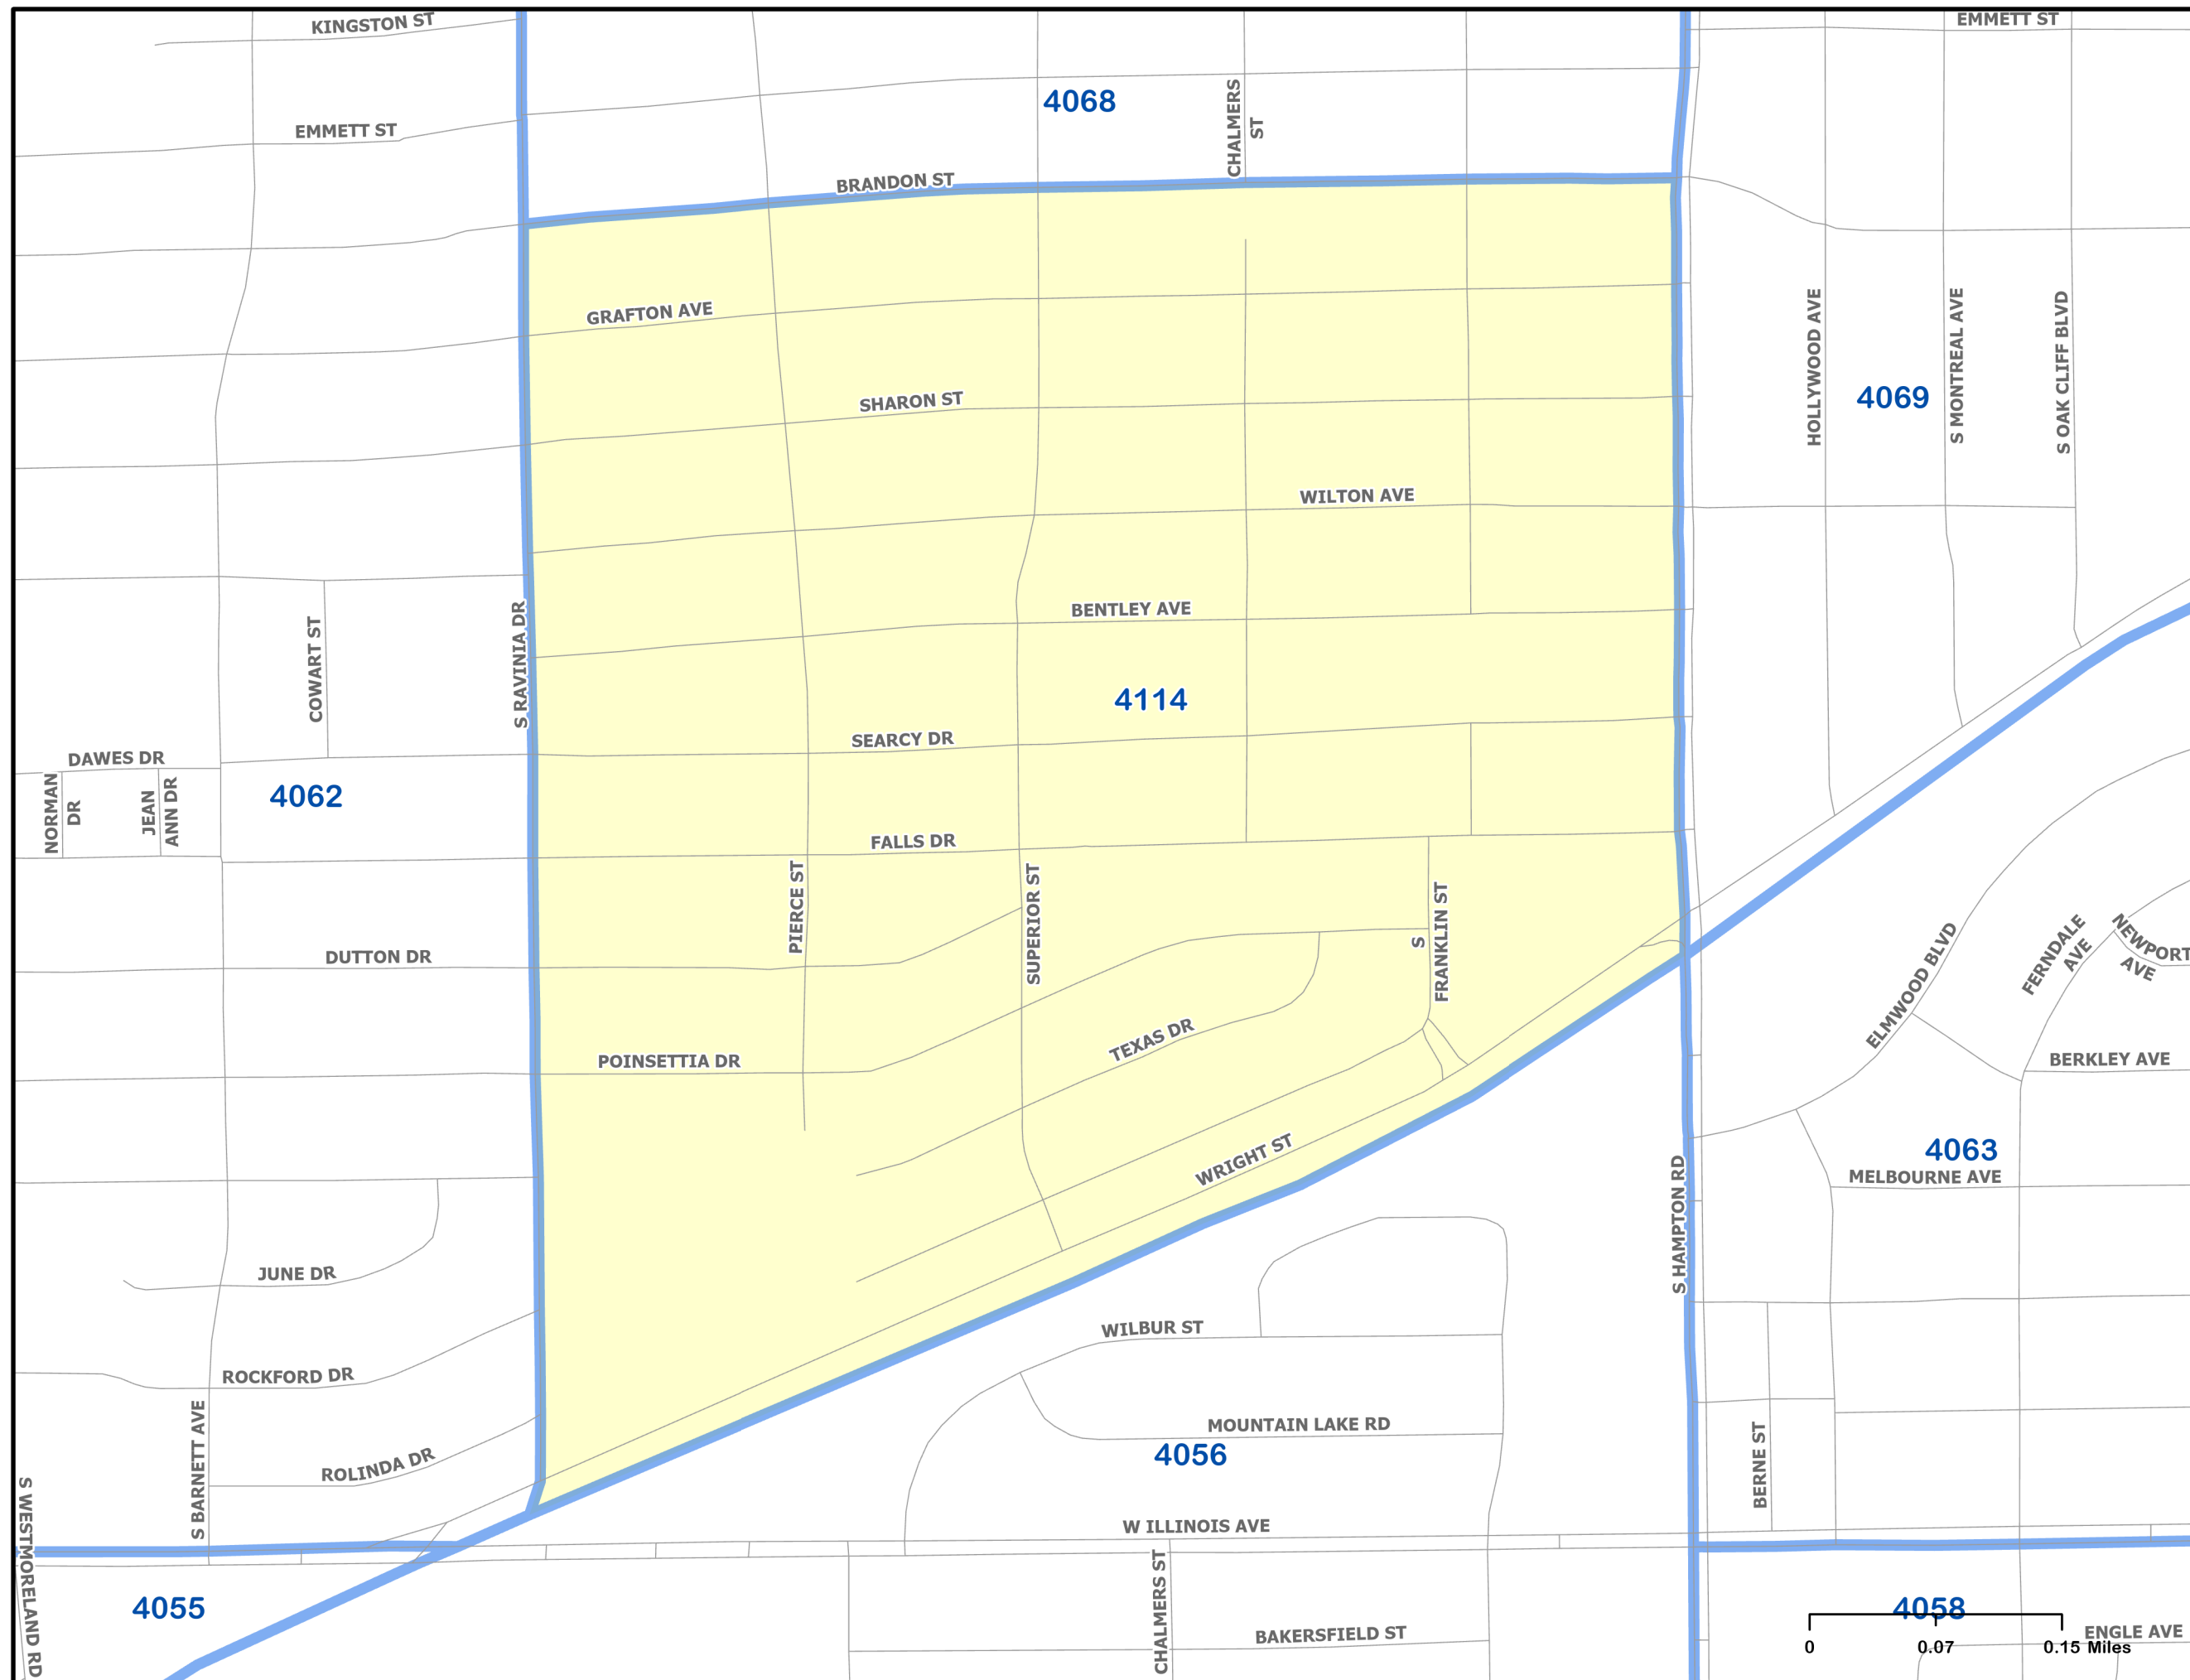 KINGSTON ST
EMMETT ST
EMMETT ST
4068
CHALMERS
ST
BRANDON ST
GRAFTON AVE
SHARON ST
HOLLYWOOD AVE
4069
S MONTREAL AVE
S OAK CLIFF BLVD
WILTON AVE
BENTLEY AVE
COWART ST
S RAVINIA DR
4114
SEARCY DR
DAWES DR
NORMAN
DR
JEAN
ANN DR
4062
FALLS DR
PIERCE ST
SUPERIOR ST
S
FRANKLIN ST
DUTTON DR
ELMWOOD BLVD
FERNDALE
AVE
NEWPORT
AVE
TEXAS DR
POINSETTIA DR
BERKLEY AVE
WRIGHT ST
4063
MELBOURNE AVE
S HAMPTON RD
JUNE DR
WILBUR ST
ROCKFORD DR
MOUNTAIN LAKE RD
4056
S BARNETT AVE
ROLINDA DR
BERNE ST
S WESTMORELAND RD
W ILLINOIS AVE
4055
CHALMERS ST
BAKERSFIELD ST
4058
ENGLE AVE
0 0.07 0.15 Miles